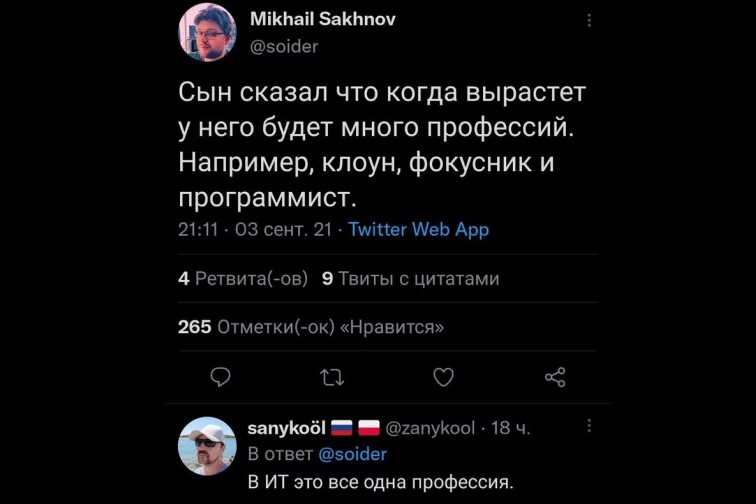 Mikhail Sakhnov
@soider
Сын сказал что когда вырастет
у него будет много профессий.
Например, клоун, фокусник и
программист.
21:11 · 03 сент. 21 · Twitter Web App
4 Ретвита(-ов) 9 Твиты с цитатами
265 Отметки(-ок) «Нравится»
sanykoöl 🇷🇺 🇵🇱 @zanykool · 18 ч.
В ответ @soider
В ИТ это все одна профессия.